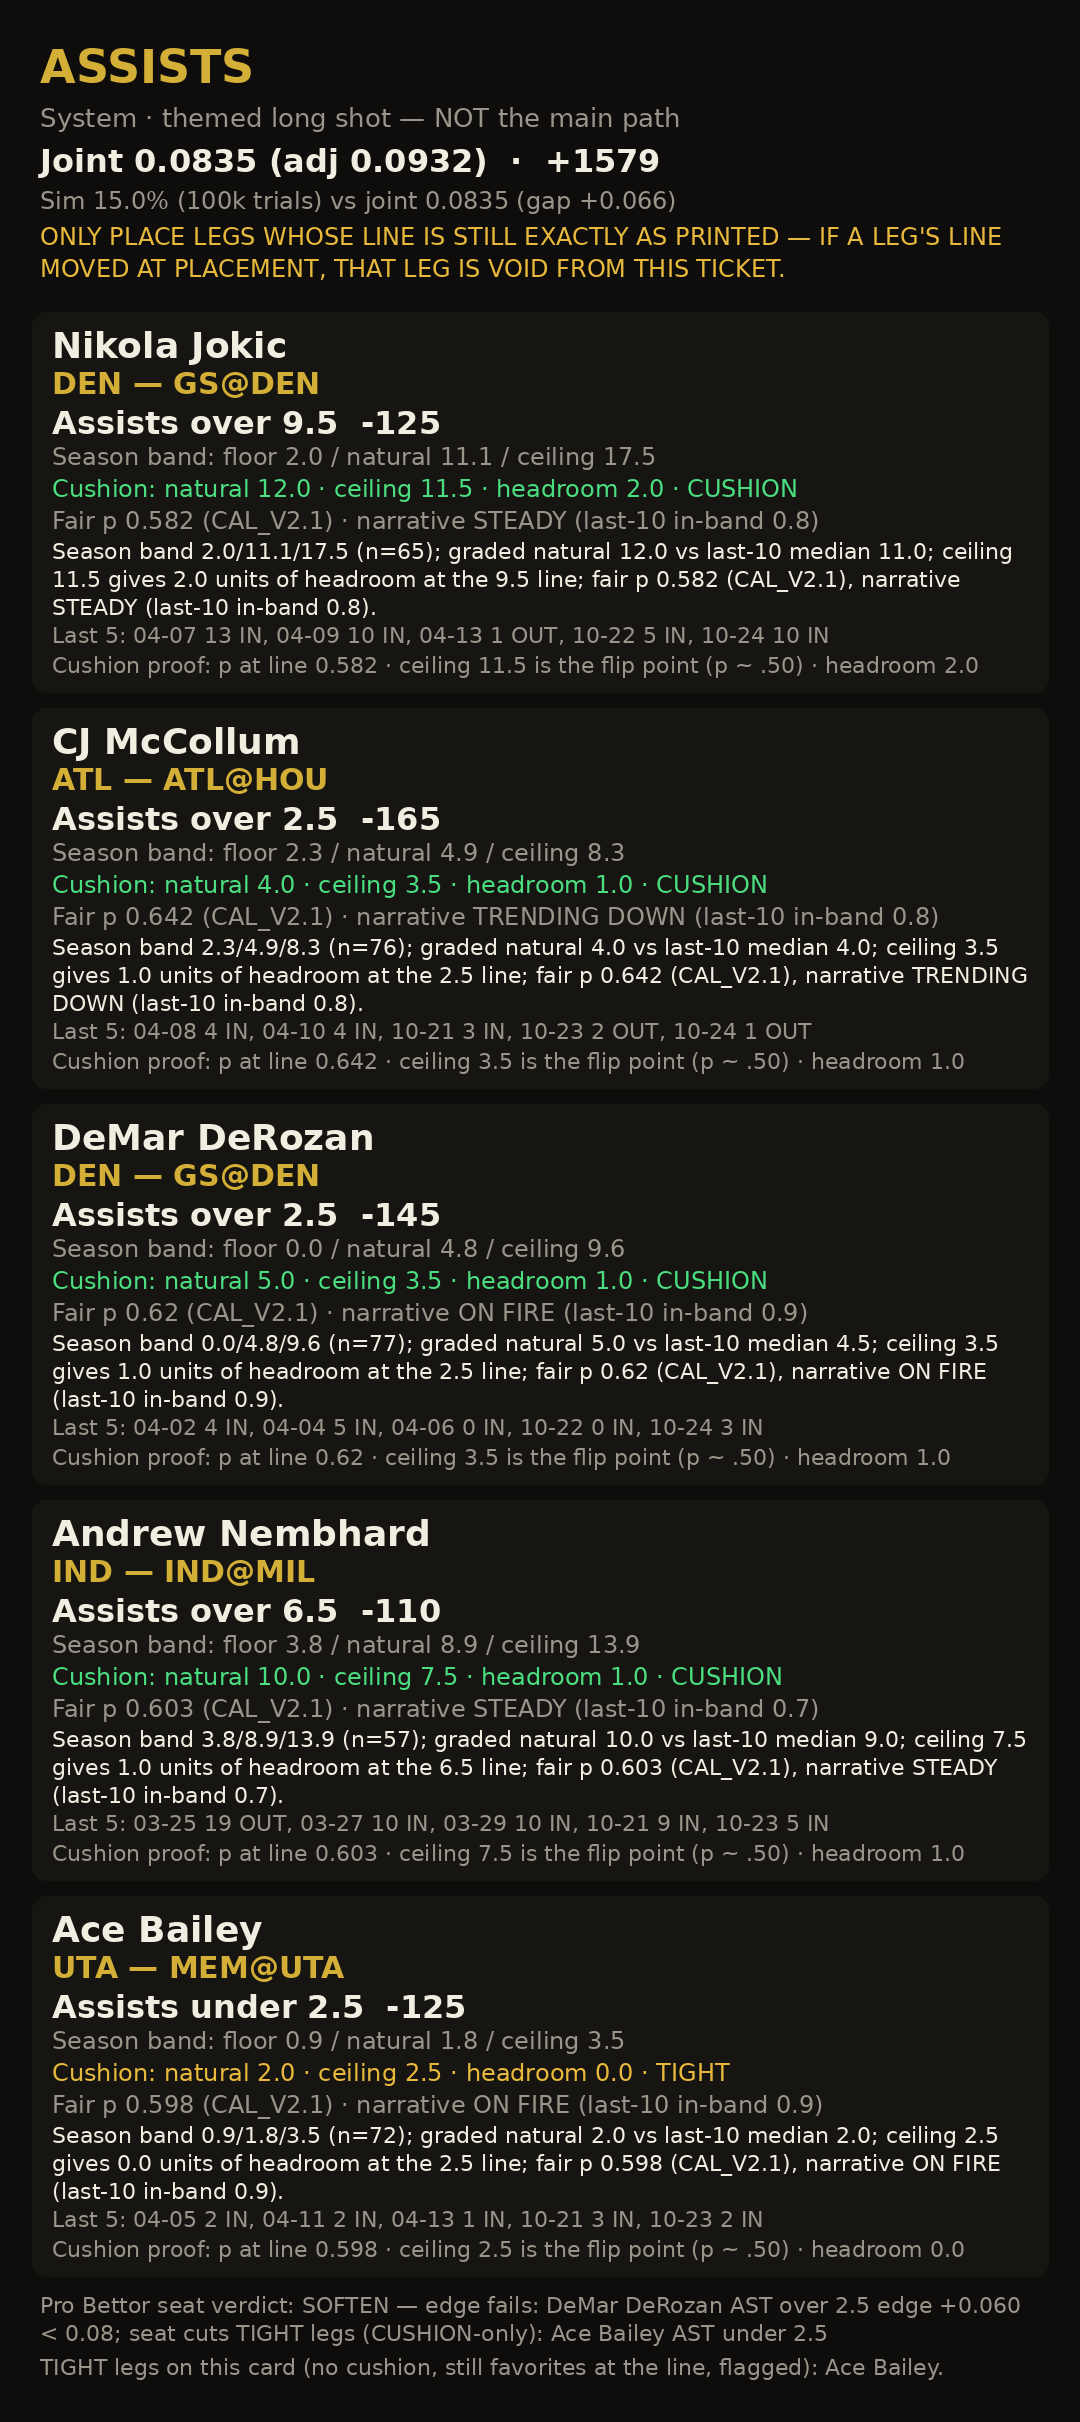 ASSISTS
System · themed long shot — NOT the main path
Joint 0.0835 (adj 0.0932) · +1579
Sim 15.0% (100k trials) vs joint 0.0835 (gap +0.066)
ONLY PLACE LEGS WHOSE LINE IS STILL EXACTLY AS PRINTED — IF A LEG'S LINE
MOVED AT PLACEMENT, THAT LEG IS VOID FROM THIS TICKET.
Nikola Jokic
DEN — GS@DEN
Assists over 9.5 -125
Season band: floor 2.0 / natural 11.1 / ceiling 17.5
Cushion: natural 12.0 · ceiling 11.5 · headroom 2.0 · CUSHION
Fair p 0.582 (CAL_V2.1) · narrative STEADY (last-10 in-band 0.8)
Season band 2.0/11.1/17.5 (n=65); graded natural 12.0 vs last-10 median 11.0; ceiling
11.5 gives 2.0 units of headroom at the 9.5 line; fair p 0.582 (CAL_V2.1), narrative
STEADY (last-10 in-band 0.8).
Last 5: 04-07 13 IN, 04-09 10 IN, 04-13 1 OUT, 10-22 5 IN, 10-24 10 IN
Cushion proof: p at line 0.582 · ceiling 11.5 is the flip point (p ~ .50) · headroom 2.0
CJ McCollum
ATL — ATL@HOU
Assists over 2.5 -165
Season band: floor 2.3 / natural 4.9 / ceiling 8.3
Cushion: natural 4.0 · ceiling 3.5 · headroom 1.0 · CUSHION
Fair p 0.642 (CAL_V2.1) · narrative TRENDING DOWN (last-10 in-band 0.8)
Season band 2.3/4.9/8.3 (n=76); graded natural 4.0 vs last-10 median 4.0; ceiling 3.5
gives 1.0 units of headroom at the 2.5 line; fair p 0.642 (CAL_V2.1), narrative TRENDING
DOWN (last-10 in-band 0.8).
Last 5: 04-08 4 IN, 04-10 4 IN, 10-21 3 IN, 10-23 2 OUT, 10-24 1 OUT
Cushion proof: p at line 0.642 · ceiling 3.5 is the flip point (p ~ .50) · headroom 1.0
DeMar DeRozan
DEN — GS@DEN
Assists over 2.5 -145
Season band: floor 0.0 / natural 4.8 / ceiling 9.6
Cushion: natural 5.0 · ceiling 3.5 · headroom 1.0 · CUSHION
Fair p 0.62 (CAL_V2.1) · narrative ON FIRE (last-10 in-band 0.9)
Season band 0.0/4.8/9.6 (n=77); graded natural 5.0 vs last-10 median 4.5; ceiling 3.5
gives 1.0 units of headroom at the 2.5 line; fair p 0.62 (CAL_V2.1), narrative ON FIRE
(last-10 in-band 0.9).
Last 5: 04-02 4 IN, 04-04 5 IN, 04-06 0 IN, 10-22 0 IN, 10-24 3 IN
Cushion proof: p at line 0.62 · ceiling 3.5 is the flip point (p ~ .50) · headroom 1.0
Andrew Nembhard
IND — IND@MIL
Assists over 6.5 -110
Season band: floor 3.8 / natural 8.9 / ceiling 13.9
Cushion: natural 10.0 · ceiling 7.5 · headroom 1.0 · CUSHION
Fair p 0.603 (CAL_V2.1) · narrative STEADY (last-10 in-band 0.7)
Season band 3.8/8.9/13.9 (n=57); graded natural 10.0 vs last-10 median 9.0; ceiling 7.5
gives 1.0 units of headroom at the 6.5 line; fair p 0.603 (CAL_V2.1), narrative STEADY
(last-10 in-band 0.7).
Last 5: 03-25 19 OUT, 03-27 10 IN, 03-29 10 IN, 10-21 9 IN, 10-23 5 IN
Cushion proof: p at line 0.603 · ceiling 7.5 is the flip point (p ~ .50) · headroom 1.0
Ace Bailey
UTA — MEM@UTA
Assists under 2.5 -125
Season band: floor 0.9 / natural 1.8 / ceiling 3.5
Cushion: natural 2.0 · ceiling 2.5 · headroom 0.0 · TIGHT
Fair p 0.598 (CAL_V2.1) · narrative ON FIRE (last-10 in-band 0.9)
Season band 0.9/1.8/3.5 (n=72); graded natural 2.0 vs last-10 median 2.0; ceiling 2.5
gives 0.0 units of headroom at the 2.5 line; fair p 0.598 (CAL_V2.1), narrative ON FIRE
(last-10 in-band 0.9).
Last 5: 04-05 2 IN, 04-11 2 IN, 04-13 1 IN, 10-21 3 IN, 10-23 2 IN
Cushion proof: p at line 0.598 · ceiling 2.5 is the flip point (p ~ .50) · headroom 0.0
Pro Bettor seat verdict: SOFTEN — edge fails: DeMar DeRozan AST over 2.5 edge +0.060
< 0.08; seat cuts TIGHT legs (CUSHION-only): Ace Bailey AST under 2.5
TIGHT legs on this card (no cushion, still favorites at the line, flagged): Ace Bailey.